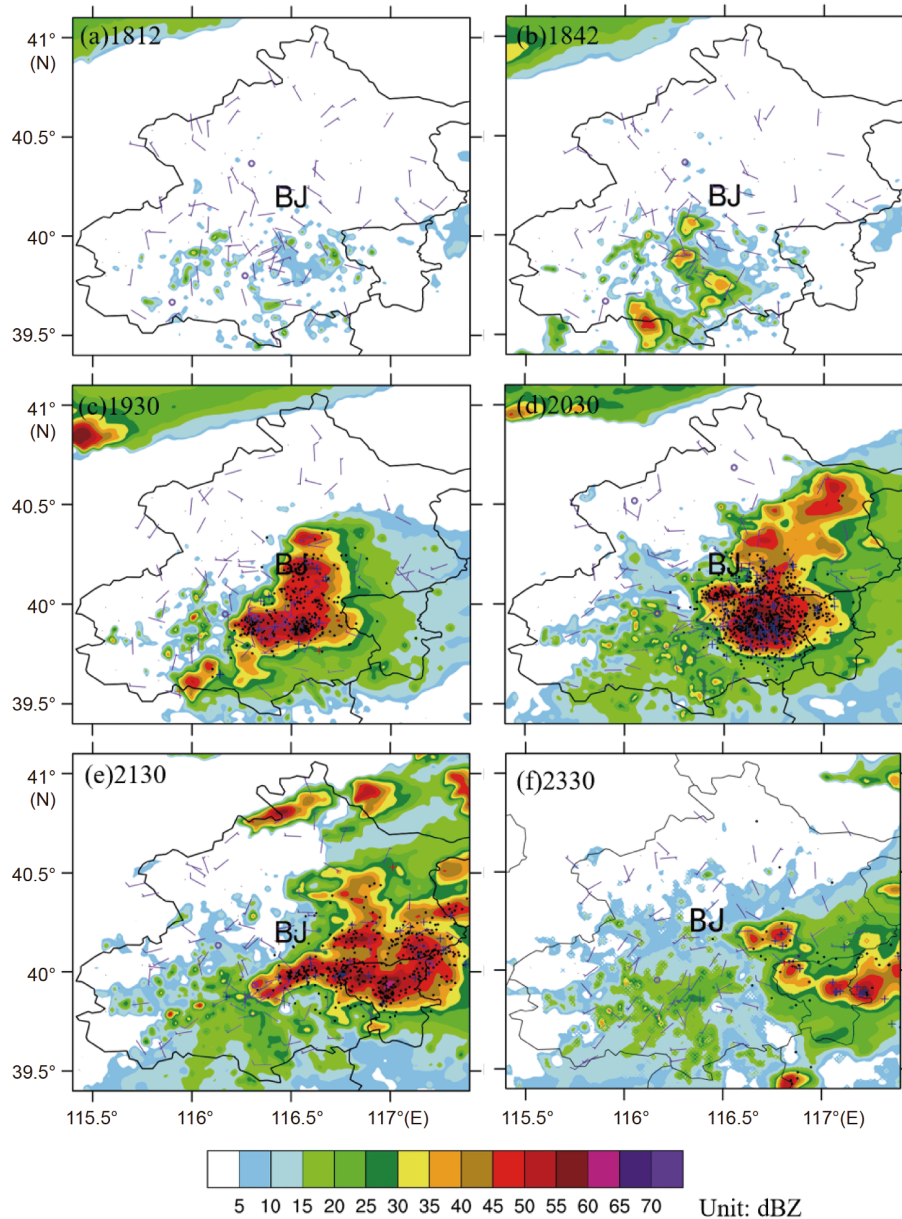 41°
(N)
40.5°
40°
39.5°
(a)1812
BJ
(b)1842
BJ
41°
(N)
40.5°
40°
39.5°
(c)1930
BJ
(d)2030
BJ
41°
(N)
40.5°
40°
39.5°
(e)2130
BJ
(f)2330
BJ
115.5° 116° 116.5° 117°(E)
115.5° 116° 116.5° 117°(E)
5 10 15 20 25 30 35 40 45 50 55 60 65 70
Unit: dBZ